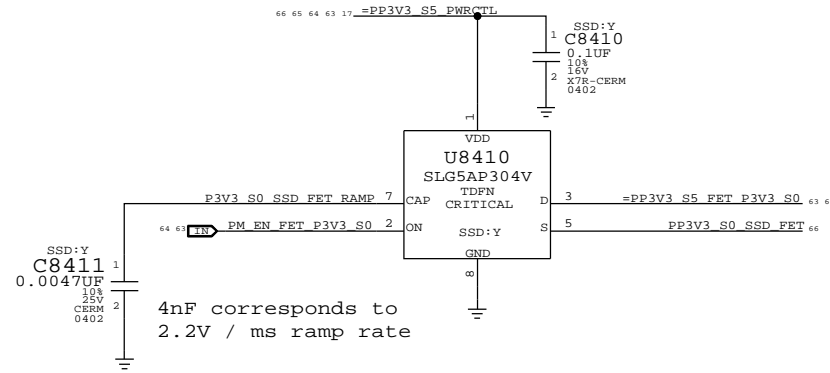 66 65 64 63 17 =PP3V3_S5_PWRCTL
SSD:Y
1 C8410
0.1UF
10%
16V
2 X7R-CERM
0402
1
VDD
U8410
SLG5AP304V
TDFN
CRITICAL
SSD:Y
GND
8
P3V3_S0_SSD_FET_RAMP 7 CAP
D 3 =PP3V3_S5_FET_P3V3_S0 63 6
64 63 IN PM_EN_FET_P3V3_S0 2 ON
S 5 PP3V3_S0_SSD_FET 66
SSD:Y
C8411 1
0.0047UF
10%
25V
CERM 2
0402
4nF corresponds to
2.2V / ms ramp rate